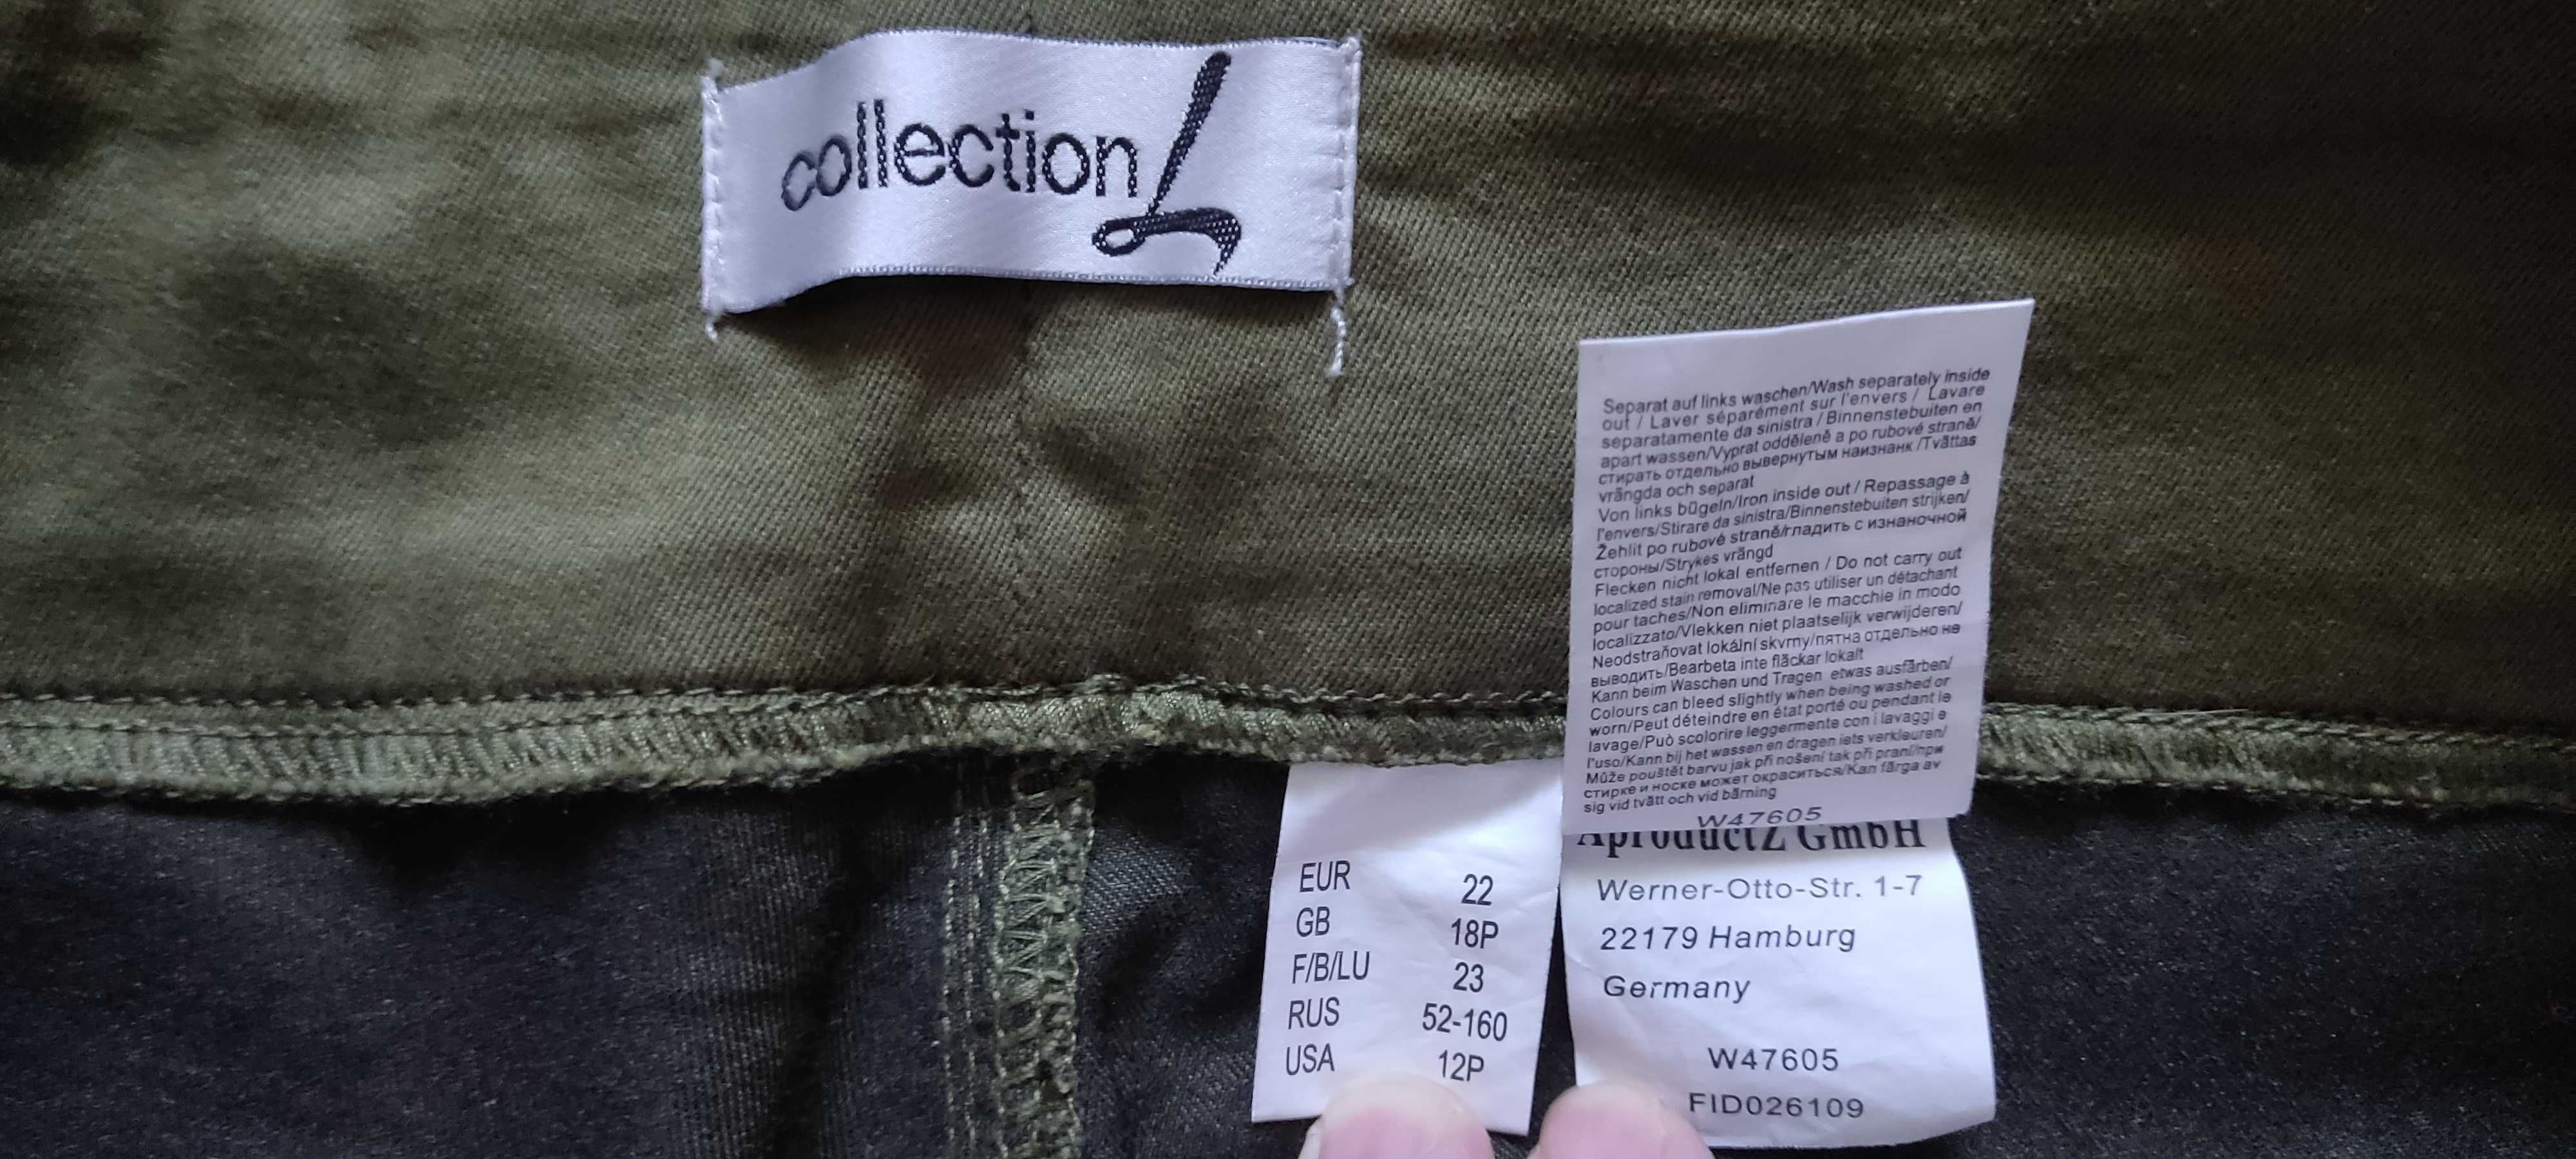 collection L
Separat auf links waschen/Wash separately inside
out / Laver séparément sur l'envers / Lavare
separatamente da sinistra / Binnenstebuiten en
apart wassen/Vyprat odděleně a po rubové straně/
стирать отдельно вывернутым наизнанк /Tvättas
vrängda och separat
Von links bügeln/Iron inside out / Repassage à
l'envers/Stirare da sinistra/Binnenstebuiten strijken/
Žehlit po rubové straně/гладить с изнаночной
стороны/Strykes vrängd
Flecken nicht lokal entfernen / Do not carry out
localized stain removal/Ne pas utiliser un détachant
pour taches/Non eliminare le macchie in modo
localizzato/Vlekken niet plaatselijk verwijderen/
Neodstraňovat lokální skvrny/пятна отдельно не
выводить/Bearbeta inte fläckar lokalt
Kann beim Waschen und Tragen etwas ausfärben/
Colours can bleed slightly when being washed or
worn/Peut déteindre en état porté ou pendant le
lavage/Può scolorire leggermente con i lavaggi e
l'uso/Kann bij het wassen en dragen iets verkleuren/
Může pouštět barvu jak při nošení tak při praní/при
стирке и носке может окраситься/Kan färga av
sig vid tvätt och vid bärning
W47605
AproductZ GmbH
Werner-Otto-Str. 1-7
22179 Hamburg
Germany
W47605
FID026109
EUR 22
GB 18P
F/B/LU 23
RUS 52-160
USA 12P